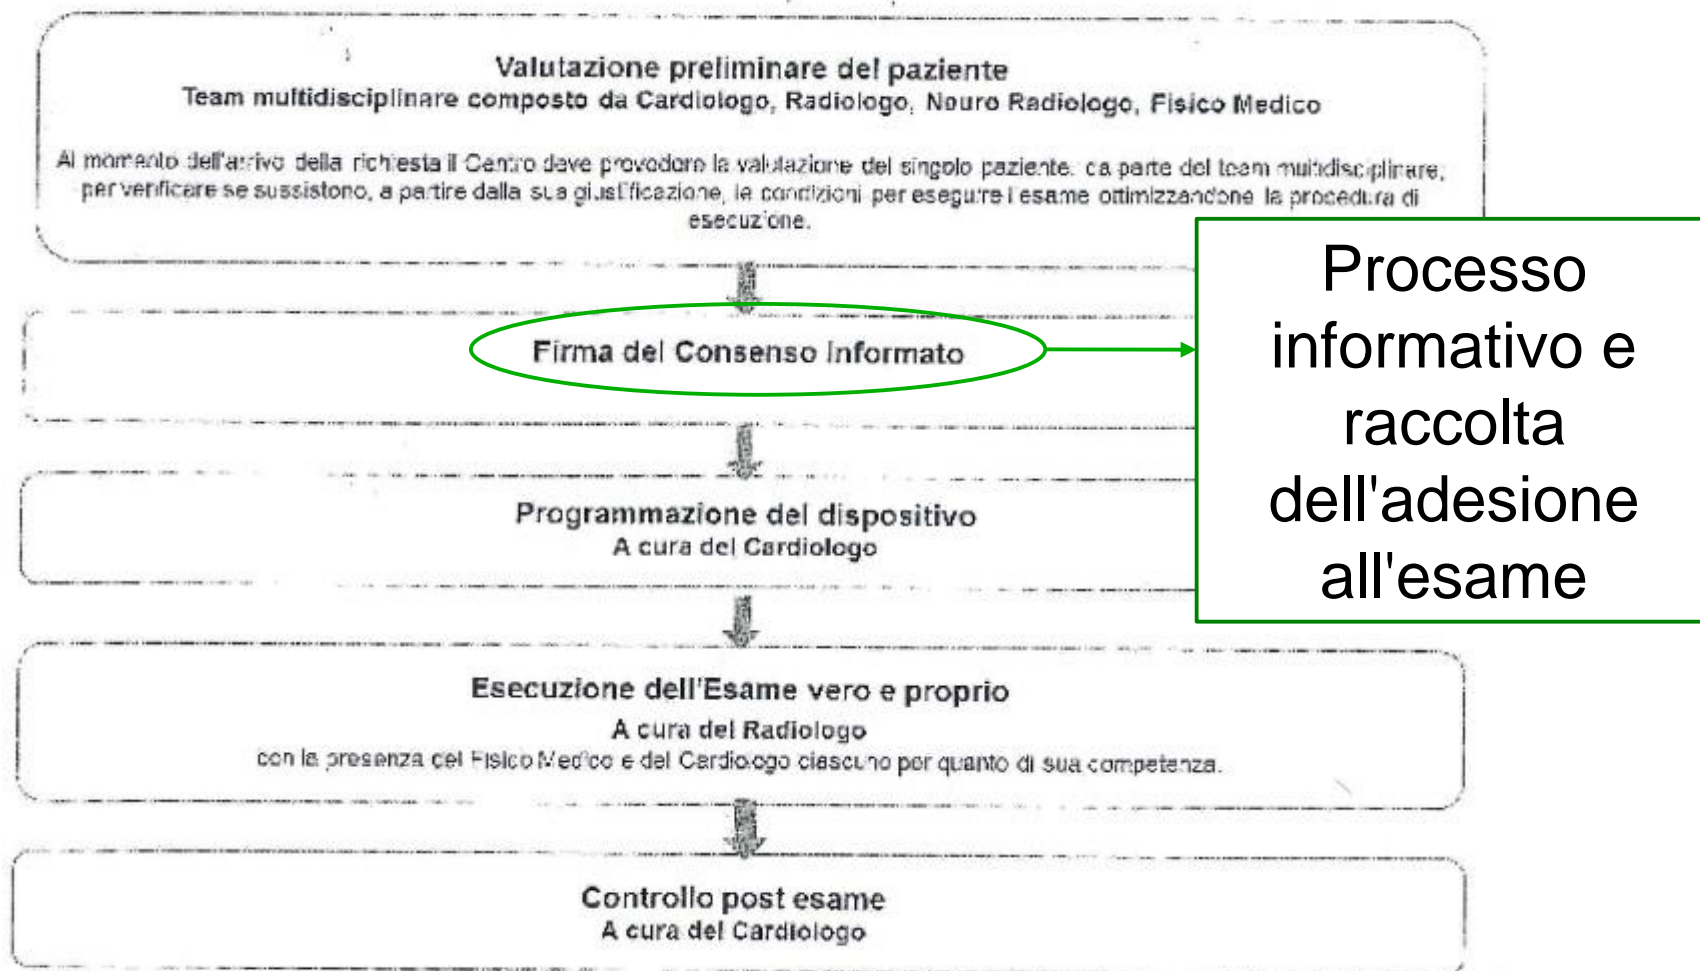 Valutazione preliminare del paziente
Team multidisciplinare composto da Cardiologo, Radiologo, Neuro Radiologo, Fisico Medico
Al momento dell'arrivo della richiesta il Centro deve provedere la valutazione del singolo paziente, da parte del team multidisciplinare,
per verificare se sussistono, a partire dalla sua giustificazione, le condizioni per eseguire l'esame ottimizzandone la procedura di
esecuzione.
Firma del Consenso Informato
Processo
informativo e
raccolta
dell'adesione
all'esame
Programmazione del dispositivo
A cura del Cardiologo
Esecuzione dell'Esame vero e proprio
A cura del Radiologo
con la presenza del Fisico Medico e del Cardiologo ciascuno per quanto di sua competenza.
Controllo post esame
A cura del Cardiologo